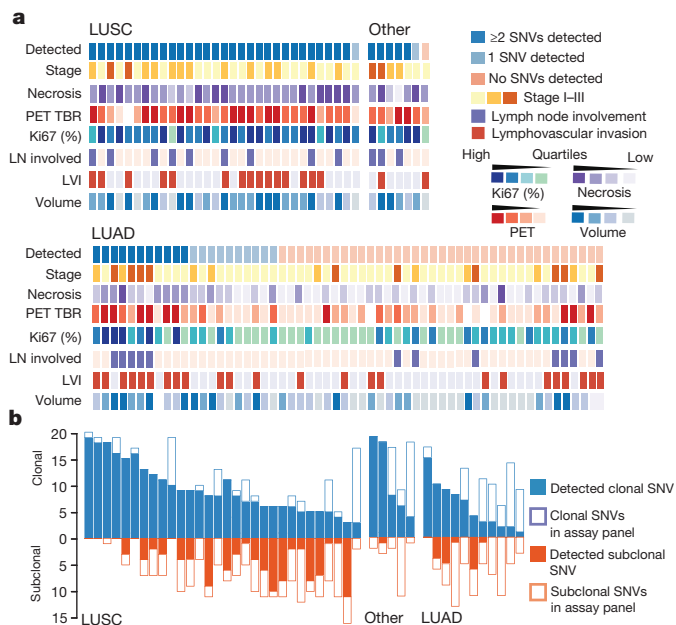 a
LUSC
Other
Detected
Stage
Necrosis
PET TBR
Ki67 (%)
LN involved
LVI
Volume
≥2 SNVs detected
1 SNV detected
No SNVs detected
Stage I–III
Lymph node involvement
Lymphovascular invasion
High
Quartiles
Low
Ki67 (%)
Necrosis
PET
Volume
LUAD
Detected
Stage
Necrosis
PET TBR
Ki67 (%)
LN involved
LVI
Volume
b
20
15
10
5
0
5
10
15
Clonal
Subclonal
LUSC
Other
LUAD
Detected clonal SNV
Clonal SNVs
in assay panel
Detected subclonal
SNV
Subclonal SNVs
in assay panel